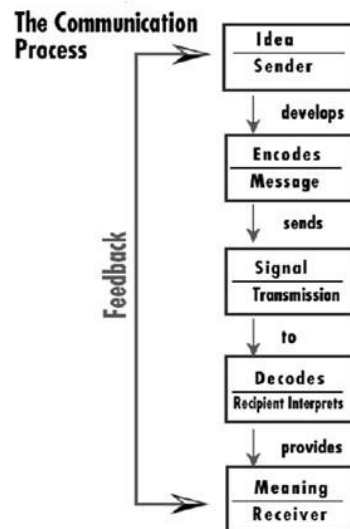 The Communication
Process
Idea
Sender
develops
Encodes
Message
sends
Signal
Transmission
to
Decodes
Recipient Interprets
provides
Meaning
Receiver
Feedback